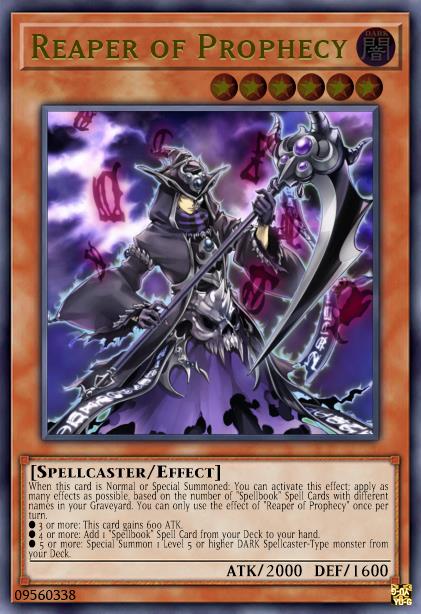 REAPER OF PROPHECY
DARK
闇
[SPELLCASTER/EFFECT]
When this card is Normal or Special Summoned: You can activate this effect; apply as
many effects as possible, based on the number of "Spellbook" Spell Cards with different
names in your Graveyard. You can only use the effect of "Reaper of Prophecy" once per
turn.
● 3 or more: This card gains 600 ATK.
● 4 or more: Add 1 "Spellbook" Spell Card from your Deck to your hand.
● 5 or more: Special Summon 1 Level 5 or higher DARK Spellcaster-Type monster from
your Deck.
ATK/2000 DEF/1600
09560338